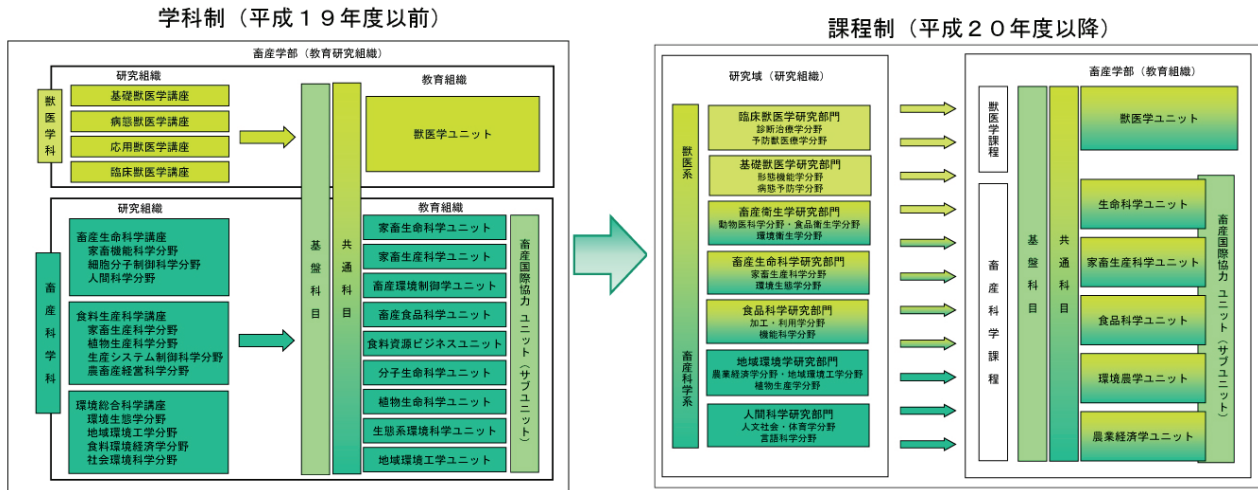 学科制（平成１９年度以前）
畜産学部（教育研究組織）
獣医学科
研究組織
基礎獣医学講座
病態獣医学講座
応用獣医学講座
臨床獣医学講座
基盤科目
共通科目
教育組織
獣医学ユニット
畜産科学科
研究組織
畜産生命科学講座
家畜機能科学分野
細胞分子制御科学分野
人間科学分野
食料生産科学講座
家畜生産科学分野
植物生産科学分野
生産システム制御科学分野
農畜産経営科学分野
環境総合科学講座
環境生態学分野
地域環境工学分野
食料環境経済学分野
社会環境科学分野
教育組織
家畜生命科学ユニット
家畜生産科学ユニット
畜産環境制御学ユニット
畜産食品科学ユニット
食料資源ビジネスユニット
分子生命科学ユニット
植物生命科学ユニット
生態系環境科学ユニット
地域環境工学ユニット
畜産国際協力ユニット（サブユニット）
課程制（平成２０年度以降）
研究域（研究組織）
獣医系
畜産科学系
臨床獣医学研究部門
診断治療学分野
予防獣医療学分野
基礎獣医学研究部門
形態機能学分野
病態予防学分野
畜産衛生学研究部門
動物医科学分野・食品衛生学分野
環境衛生学分野
畜産生命科学研究部門
家畜生産科学分野
環境生態学分野
食品科学研究部門
加工・利用学分野
機能科学分野
地域環境学研究部門
農業経済学分野・地域環境工学分野
植物生産学分野
人間科学研究部門
人文社会・体育学分野
言語科学分野
畜産学部（教育組織）
獣医学課程
畜産科学課程
基盤科目
共通科目
獣医学ユニット
生命科学ユニット
家畜生産科学ユニット
食品科学ユニット
環境農学ユニット
農業経済学ユニット
畜産国際協力ユニット（サブユニット）